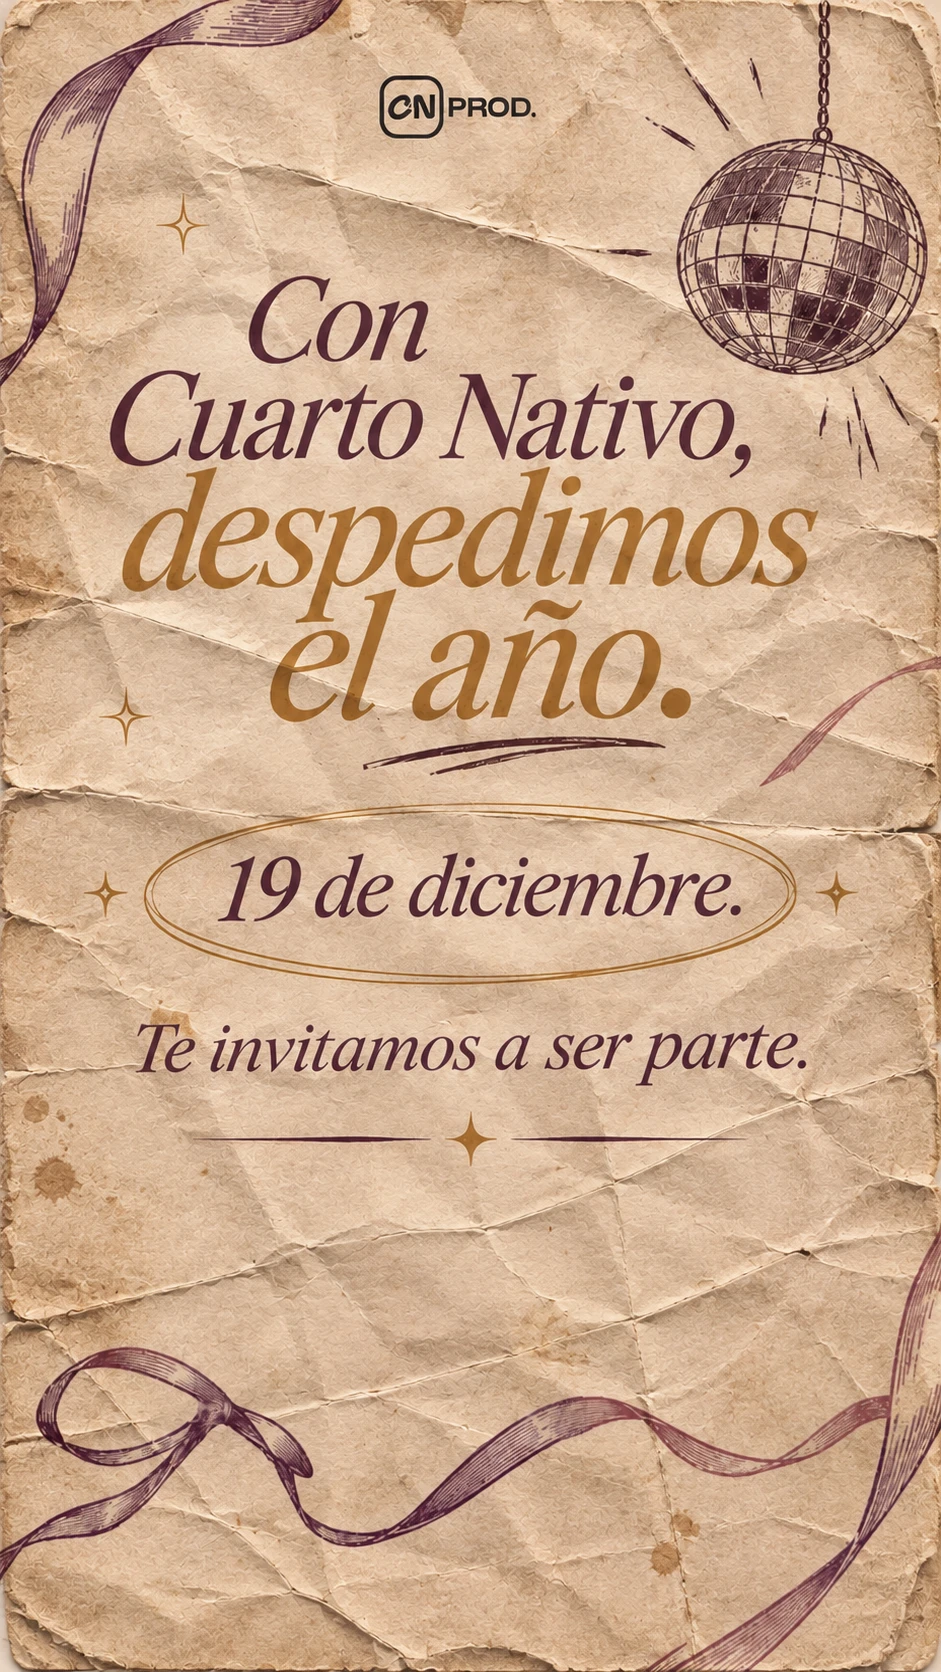 CN PROD.
Con
Cuarto Nativo,
despedimos
el año.
19 de diciembre.
Te invitamos a ser parte.